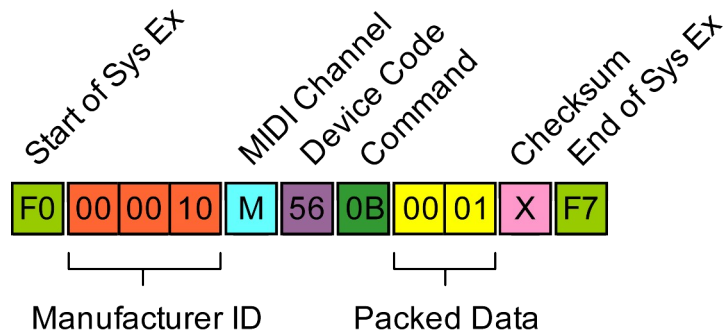 Start of Sys Ex
MIDI Channel
Device Code
Command
Checksum
End of Sys Ex
F0 00 00 10 M 56 0B 00 01 X F7
Manufacturer ID
Packed Data